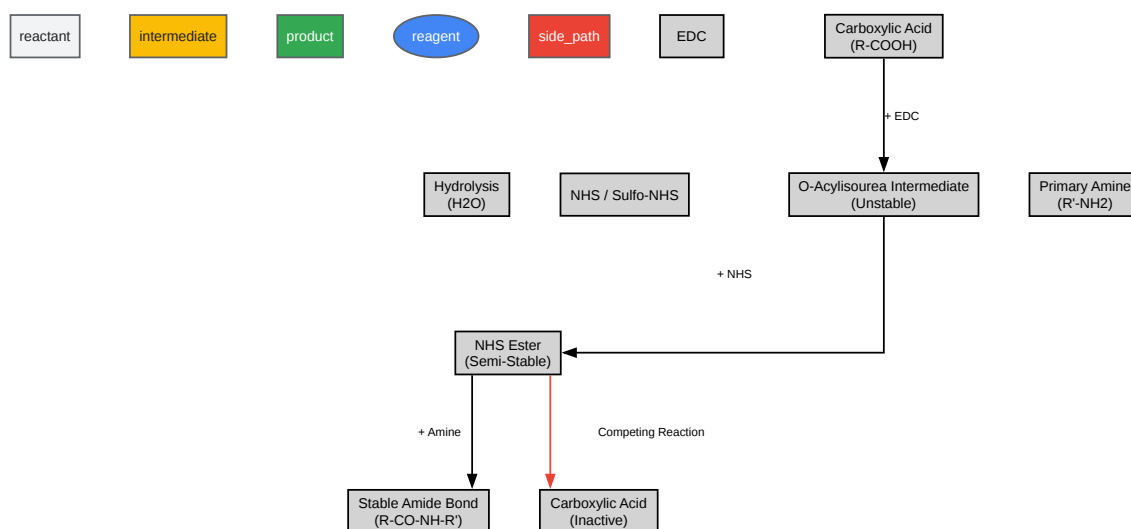 reactant
intermediate
product
reagent
side_path
EDC
Carboxylic Acid
(R-COOH)
+ EDC
Hydrolysis
(H2O)
NHS / Sulfo-NHS
O-Acylisourea Intermediate
(Unstable)
Primary Amine
(R'-NH2)
+ NHS
NHS Ester
(Semi-Stable)
+ Amine
Competing Reaction
Stable Amide Bond
(R-CO-NH-R')
Carboxylic Acid
(Inactive)